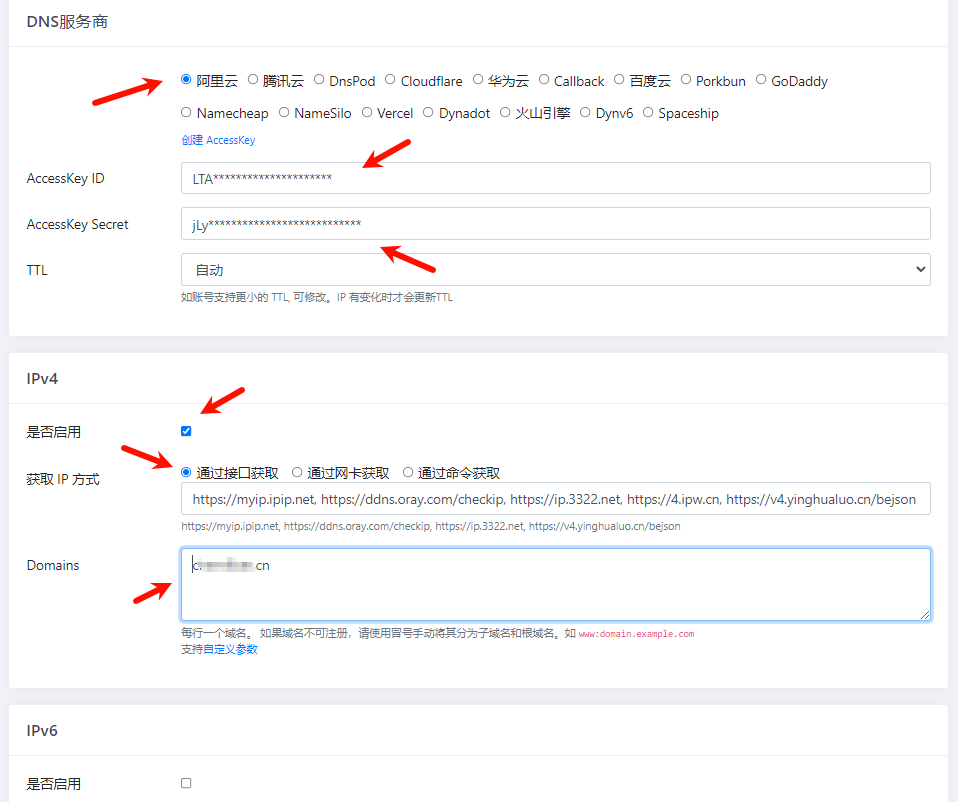 DNS服务商
阿里云 腾讯云 DnsPod Cloudflare 华为云 Callback 百度云 Porkbun GoDaddy
Namecheap NameSilo Vercel Dynadot 火山引擎 Dynv6 Spaceship
创建 AccessKey
AccessKey ID LTA*********************
AccessKey Secret jLy***************************
TTL 自动
如账号支持更小的 TTL, 可修改。IP 有变化时才会更新TTL
IPv4
是否启用
获取 IP 方式 通过接口获取 通过网卡获取 通过命令获取
https://myip.ipip.net, https://ddns.oray.com/checkip, https://ip.3322.net, https://4.ipw.cn, https://v4.yinghualuo.cn/bejson
https://myip.ipip.net, https://ddns.oray.com/checkip, https://ip.3322.net, https://v4.yinghualuo.cn/bejson
Domains .cn
每行一个域名。 如果域名不可注册，请使用冒号手动将其分为子域名和根域名。如 www:domain.example.com
支持自定义参数
IPv6
是否启用